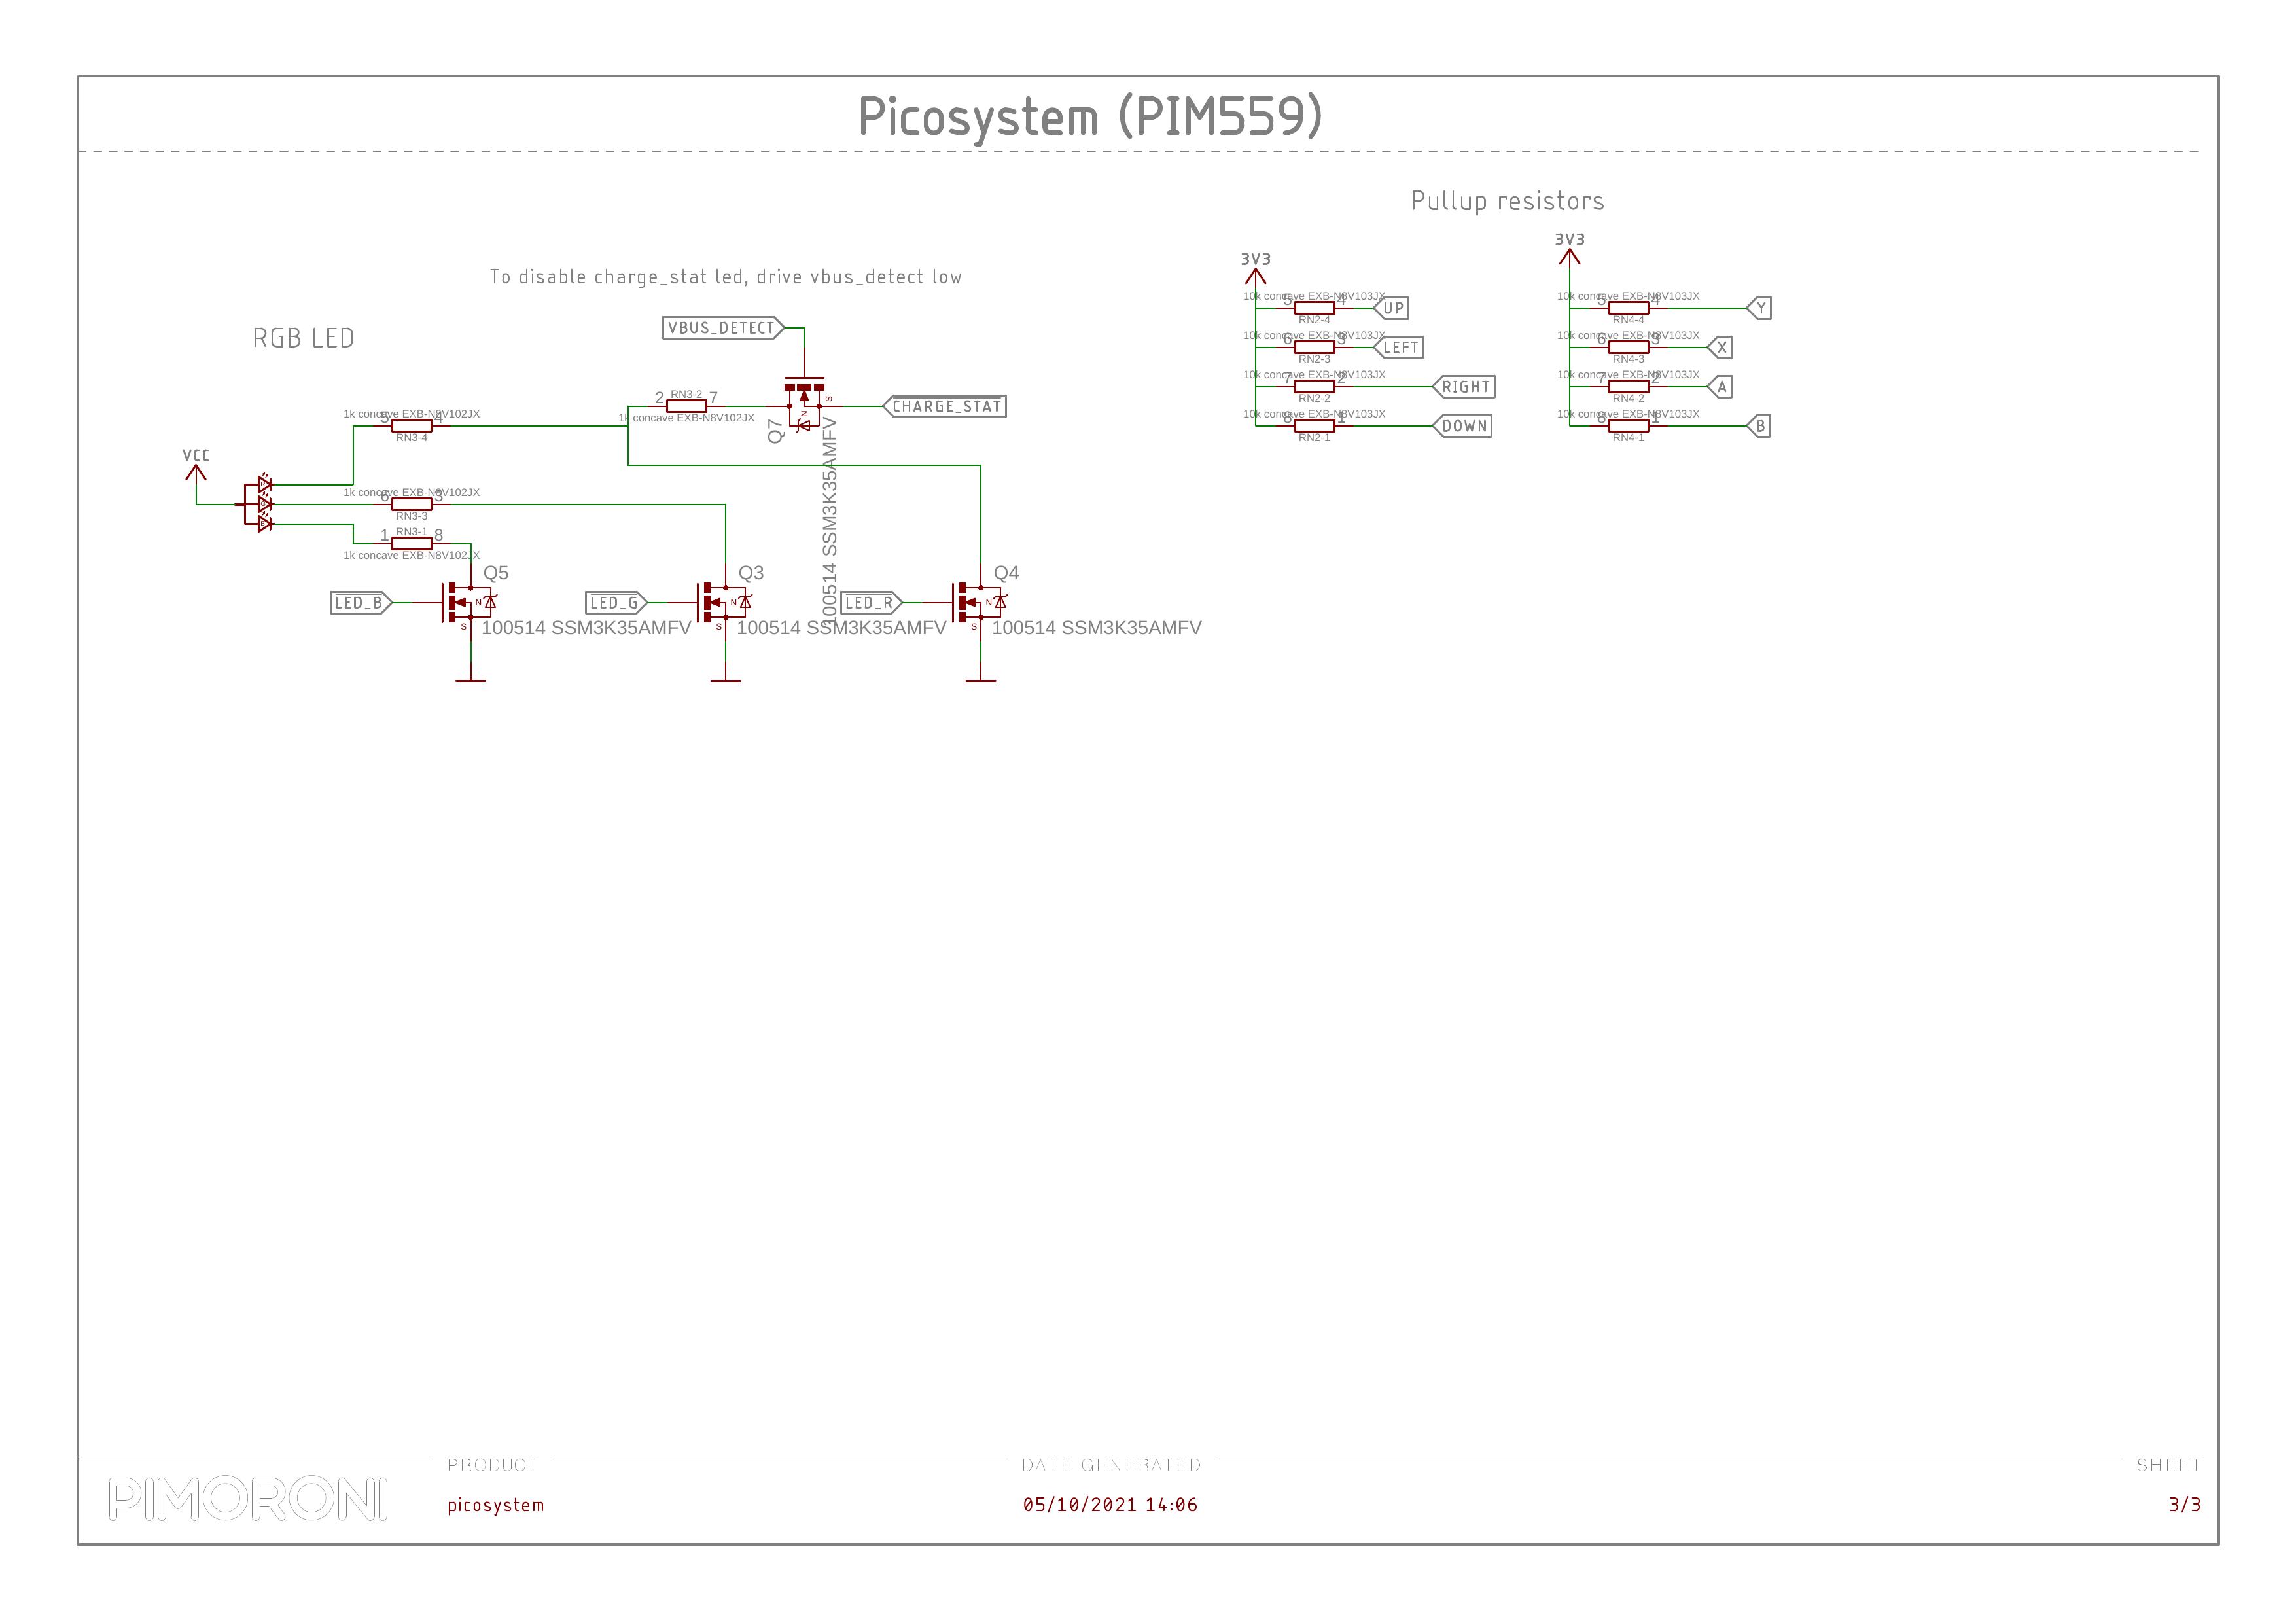 Picosystem (PIM559)
Pullup resistors
To disable charge_stat led, drive vbus_detect low
RGB LED
VBUS_DETECT
2 RN3-2 7
1k concave EXB-N8V102JX
Q7
S
N
100514 SSM3K35AMFV
CHARGE_STAT
1k concave EXB-N8V102JX
5 4
RN3-4
VCC
R
G
B
1k concave EXB-N8V102JX
6 3
RN3-3
1 RN3-1 8
1k concave EXB-N8V102JX
LED_B
Q5
N
S
100514 SSM3K35AMFV
LED_G
Q3
N
S
100514 SSM3K35AMFV
LED_R
Q4
N
S
100514 SSM3K35AMFV
3V3
10k concave EXB-N8V103JX
5 4
RN2-4
UP
10k concave EXB-N8V103JX
6 3
RN2-3
LEFT
10k concave EXB-N8V103JX
7 2
RN2-2
RIGHT
10k concave EXB-N8V103JX
8 1
RN2-1
DOWN
3V3
10k concave EXB-N8V103JX
5 4
RN4-4
Y
10k concave EXB-N8V103JX
6 3
RN4-3
X
10k concave EXB-N8V103JX
7 2
RN4-2
A
10k concave EXB-N8V103JX
8 1
RN4-1
B
PIMORONI
PRODUCT
picosystem
DATE GENERATED
05/10/2021 14:06
SHEET
3/3